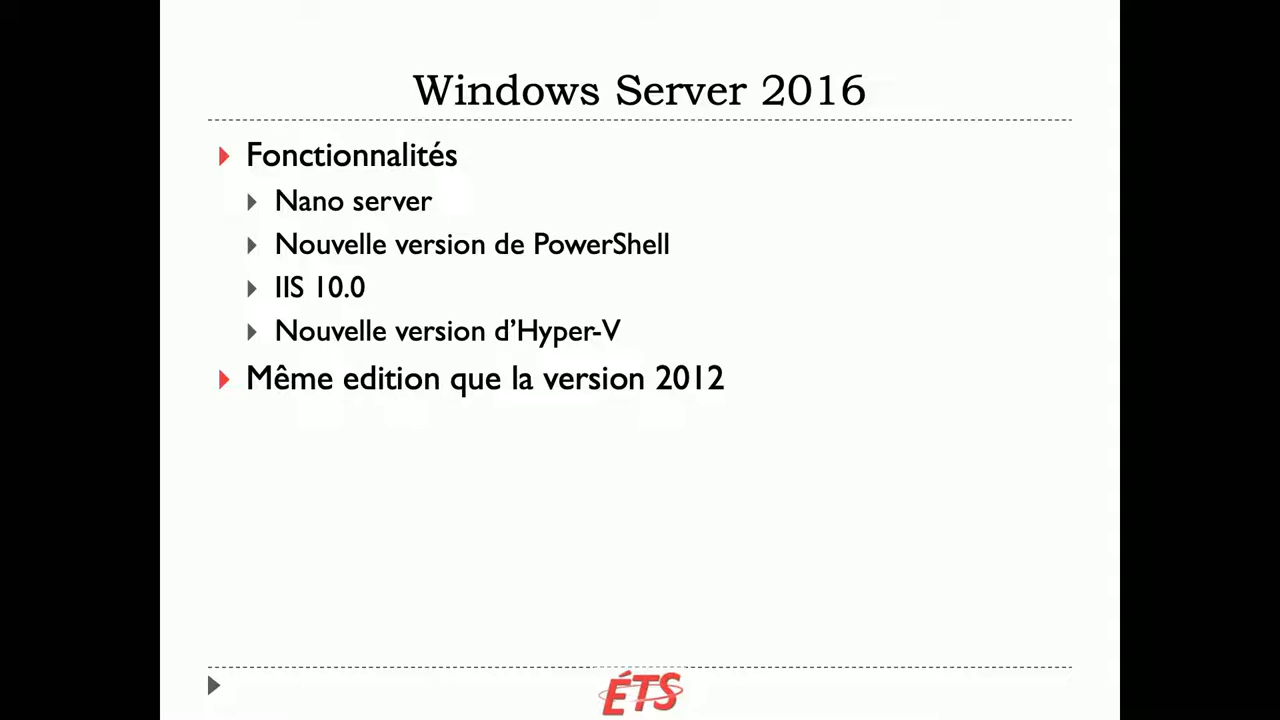 Windows Server 2016
Fonctionnalités
Nano server
Nouvelle version de PowerShell
IIS 10.0
Nouvelle version d’Hyper-V
Même edition que la version 2012
ÉTS